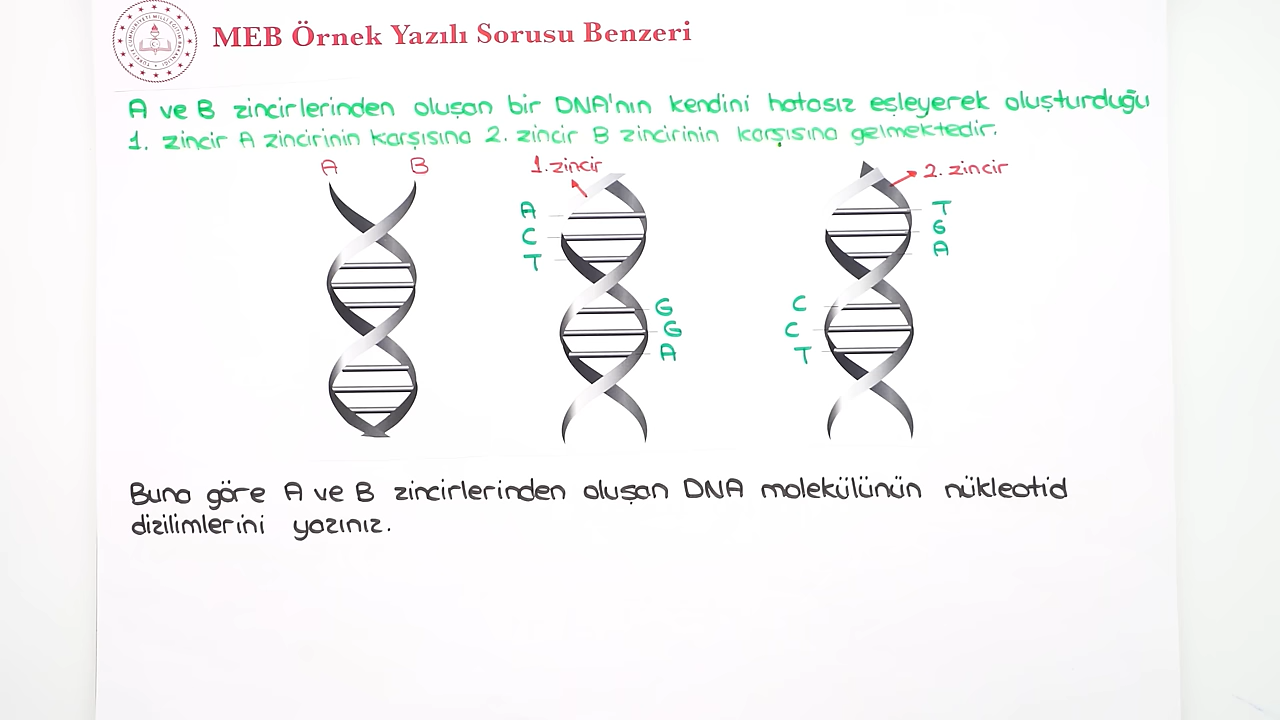 MEB Örnek Yazılı Sorusu Benzeri
A ve B zincirlerinden oluşan bir DNA'nın kendini hatasız eşleyerek oluşturduğu
1. zincir A zincirinin karşısına 2. zincir B zincirinin karşısına gelmektedir.
A B
1. zincir
A
C
T
G
G
A
2. zincir
T
G
A
C
C
T
Buna göre A ve B zincirlerinden oluşan DNA molekülünün nükleotid
dizilimlerini yazınız.